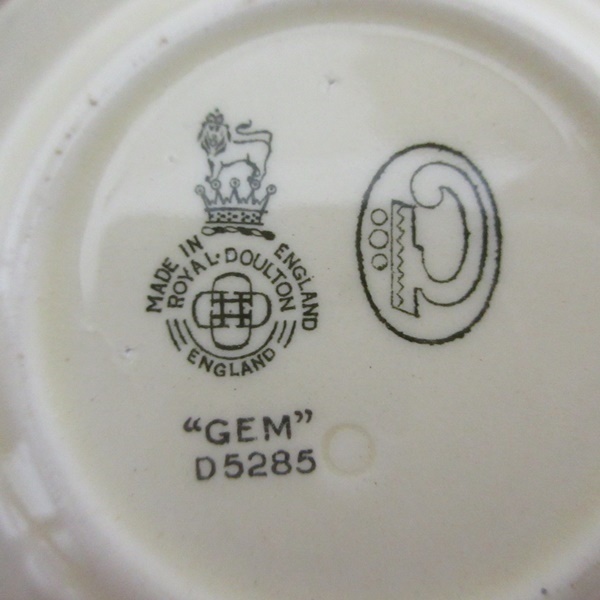 MADE IN ENGLAND
ROYAL · DOULTON
ENGLAND
“GEM”
D5285